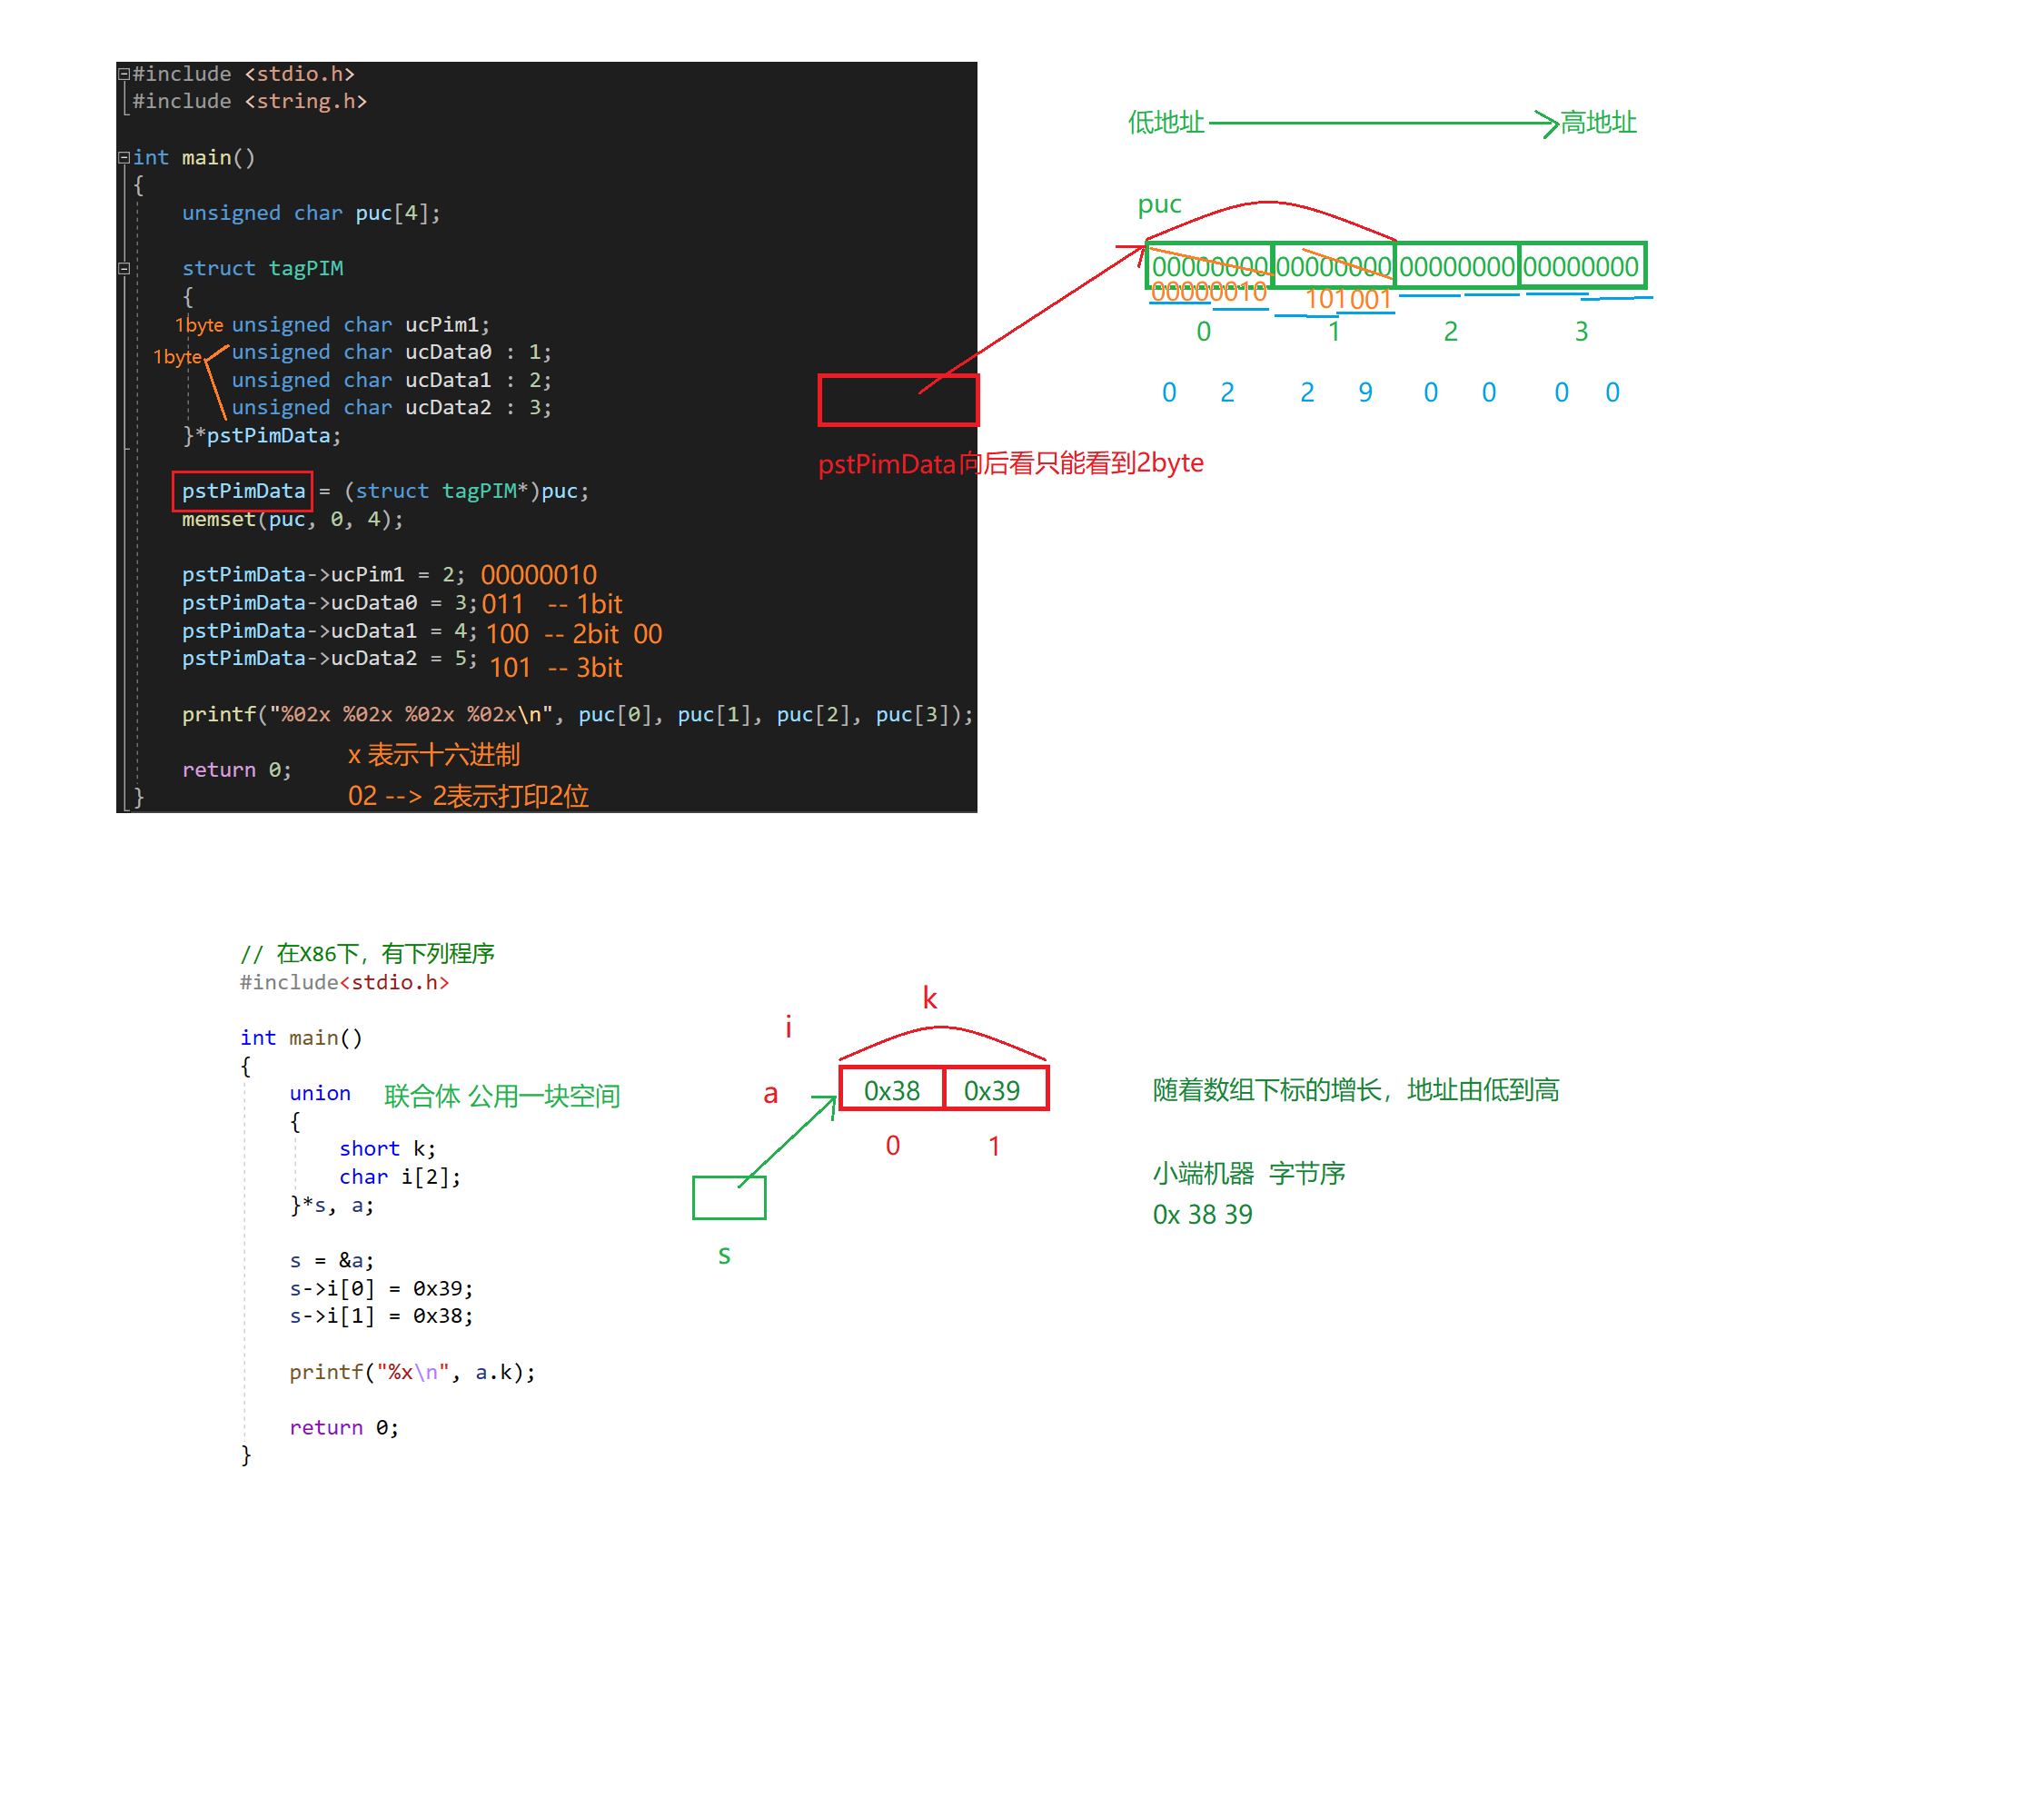 #include <stdio.h>
#include <string.h>
int main()
{
unsigned char puc[4];
struct tagPIM
{
1byte unsigned char ucPim1;
1byte unsigned char ucData0 : 1;
unsigned char ucData1 : 2;
unsigned char ucData2 : 3;
}*pstPimData;
pstPimData = (struct tagPIM*)puc;
memset(puc, 0, 4);
pstPimData->ucPim1 = 2; 00000010
pstPimData->ucData0 = 3; 011 -- 1bit
pstPimData->ucData1 = 4; 100 -- 2bit 00
pstPimData->ucData2 = 5; 101 -- 3bit
printf("%02x %02x %02x %02x\n", puc[0], puc[1], puc[2], puc[3]);
x 表示十六进制
return 0;
02 --> 2表示打印2位
}
低地址 高地址
puc
00000000 00000000 00000000 00000000
00000010 101001
0 1 2 3
0 2 2 9 0 0 0 0
pstPimData向后看只能看到2byte
// 在X86下，有下列程序
#include<stdio.h>
int main()
{
union 联合体 公用一块空间
{
short k;
char i[2];
}*s, a;
s = &a;
s->i[0] = 0x39;
s->i[1] = 0x38;
printf("%x\n", a.k);
return 0;
}
k
i
a 0x38 0x39
0 1
s
随着数组下标的增长，地址由低到高
小端机器 字节序
0x 38 39